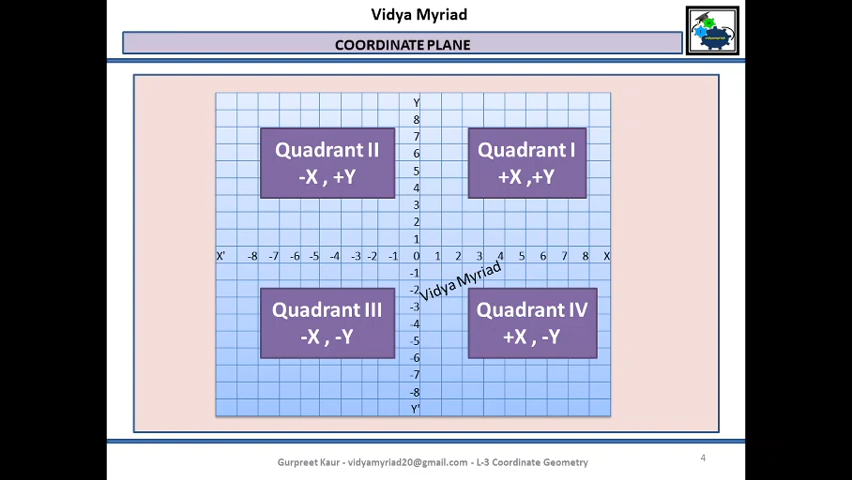 Vidya Myriad
COORDINATE PLANE
vidyamyriad
Y
8
7
6
5
4
3
2
1
Quadrant II
-X , +Y
Quadrant I
+X ,+Y
X' -8 -7 -6 -5 -4 -3 -2 -1 0 1 2 3 4 5 6 7 8 X
-1
-2
-3
-4
-5
-6
-7
-8
Y'
Vidya Myriad
Quadrant III
-X , -Y
Quadrant IV
+X , -Y
Gurpreet Kaur - vidyamyriad20@gmail.com - L-3 Coordinate Geometry
4